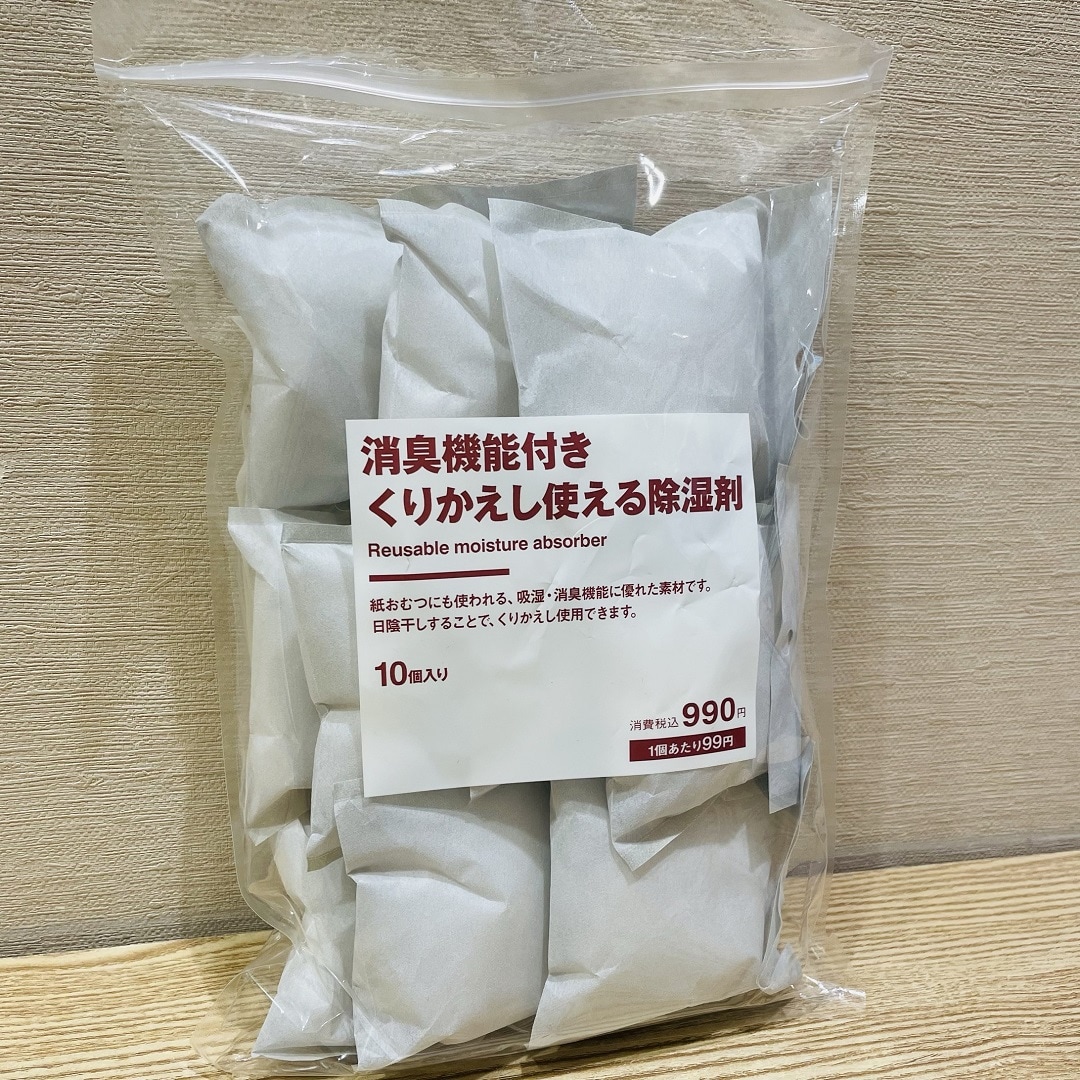 消臭機能付き
くりかえし使える除湿剤
Reusable moisture absorber
紙おむつにも使われる、吸湿・消臭機能に優れた素材です。
日陰干しすることで、くりかえし使用できます。
10個入り
消費税込990円
1個あたり99円